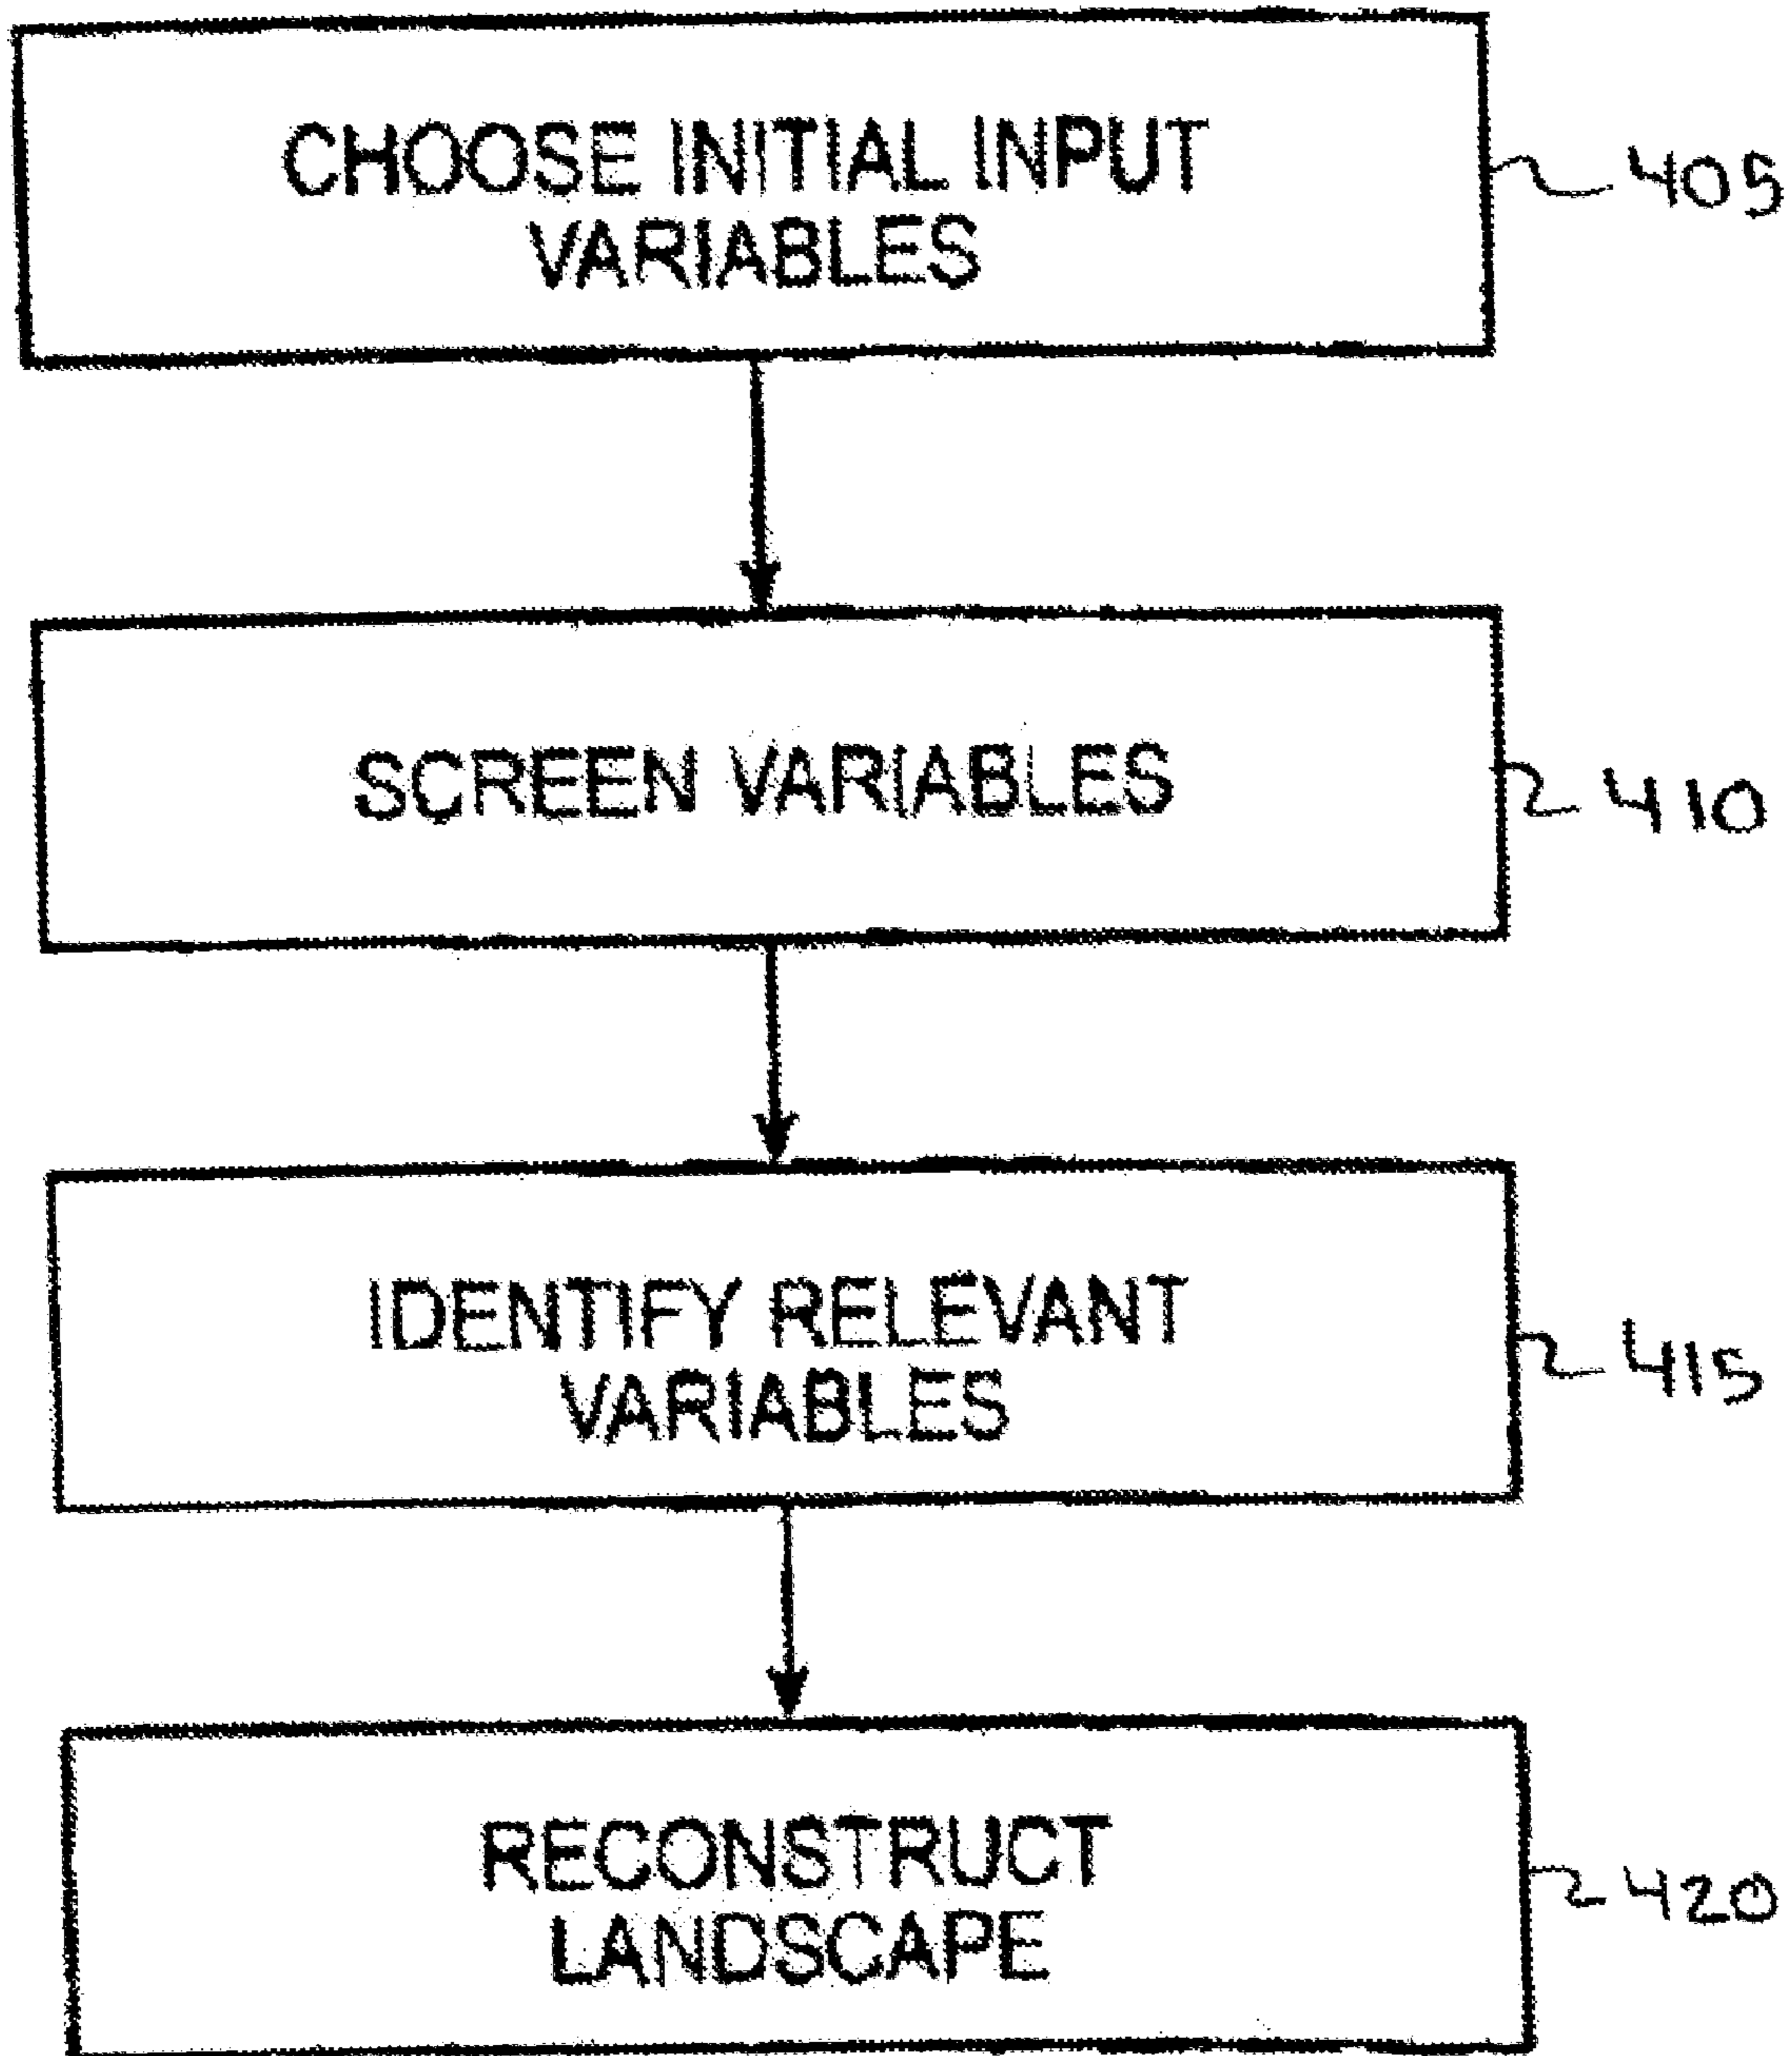 CHOOSE INITIAL INPUT
VARIABLES
405
SCREEN VARIABLES
410
IDENTIFY RELEVANT
VARIABLES
415
RECONSTRUCT
LANDSCAPE
420